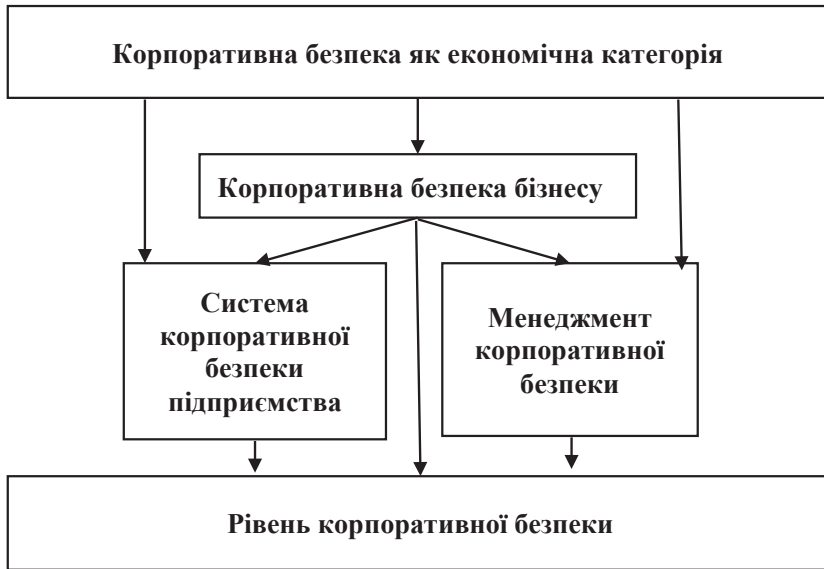 Корпоративна безпека як економічна категорія
Корпоративна безпека бізнесу
Система
корпоративної
безпеки
підприємства
Менеджмент
корпоративної
безпеки
Рівень корпоративної безпеки